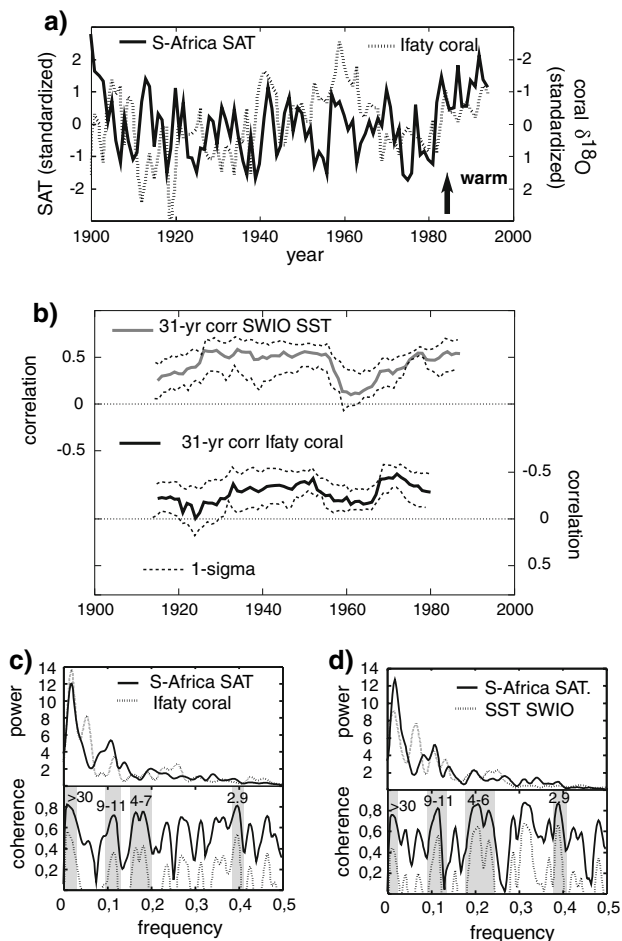 a)
S-Africa SAT
Ifaty coral
SAT (standardized)
2
1
0
-1
-2
coral δ18O
(standardized)
-2
-1
0
1
2
warm
1900 1920 1940 1960 1980 2000
year
b)
31-yr corr SWIO SST
correlation
0.5
0
-0.5
31-yr corr Ifaty coral
correlation
-0.5
0
0.5
1-sigma
1900 1920 1940 1960 1980 2000
c)
S-Africa SAT
Ifaty coral
power
14
12
10
8
6
4
2
>30 9-11 4-7 2.9
coherence
0,8
0,6
0,4
0,2
0 0,1 0,2 0,3 0,4 0,5
frequency
d)
S-Africa SAT.
SST SWIO
power
14
12
10
8
6
4
2
>30 9-11 4-6 2.9
coherence
0,8
0,6
0,4
0,2
0 0,1 0,2 0,3 0,4 0,5
frequency